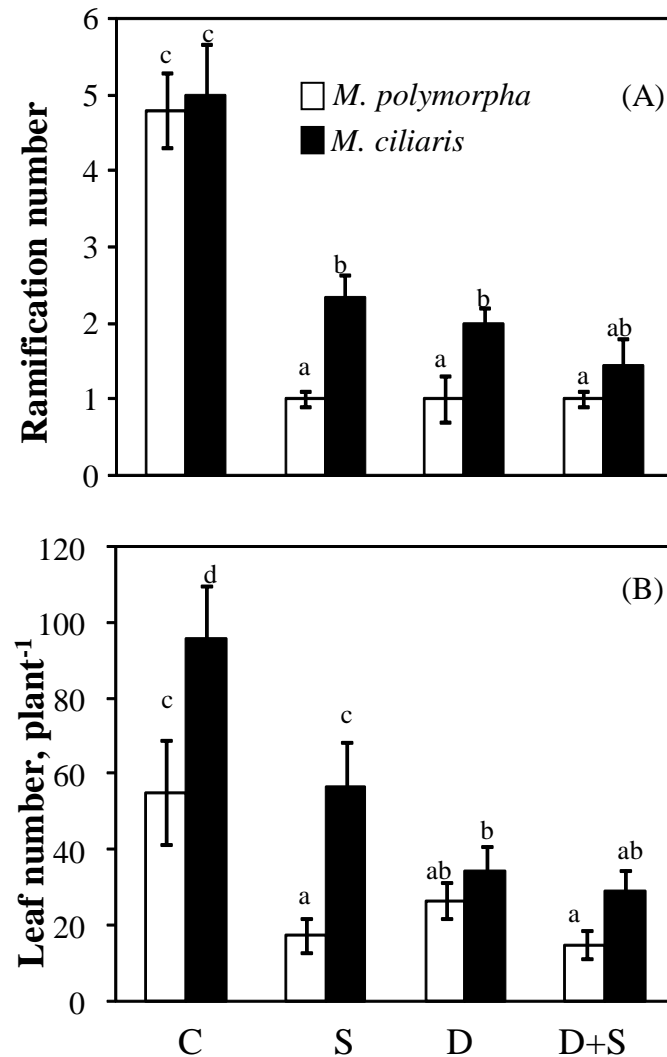 6
5
4
3
2
1
0
Ramification number
M. polymorpha
M. ciliaris
(A)
c
c
a
b
a
b
a
ab
120
100
80
60
40
20
0
Leaf number, plant⁻¹
(B)
c
d
a
c
ab
b
a
ab
C S D D+S